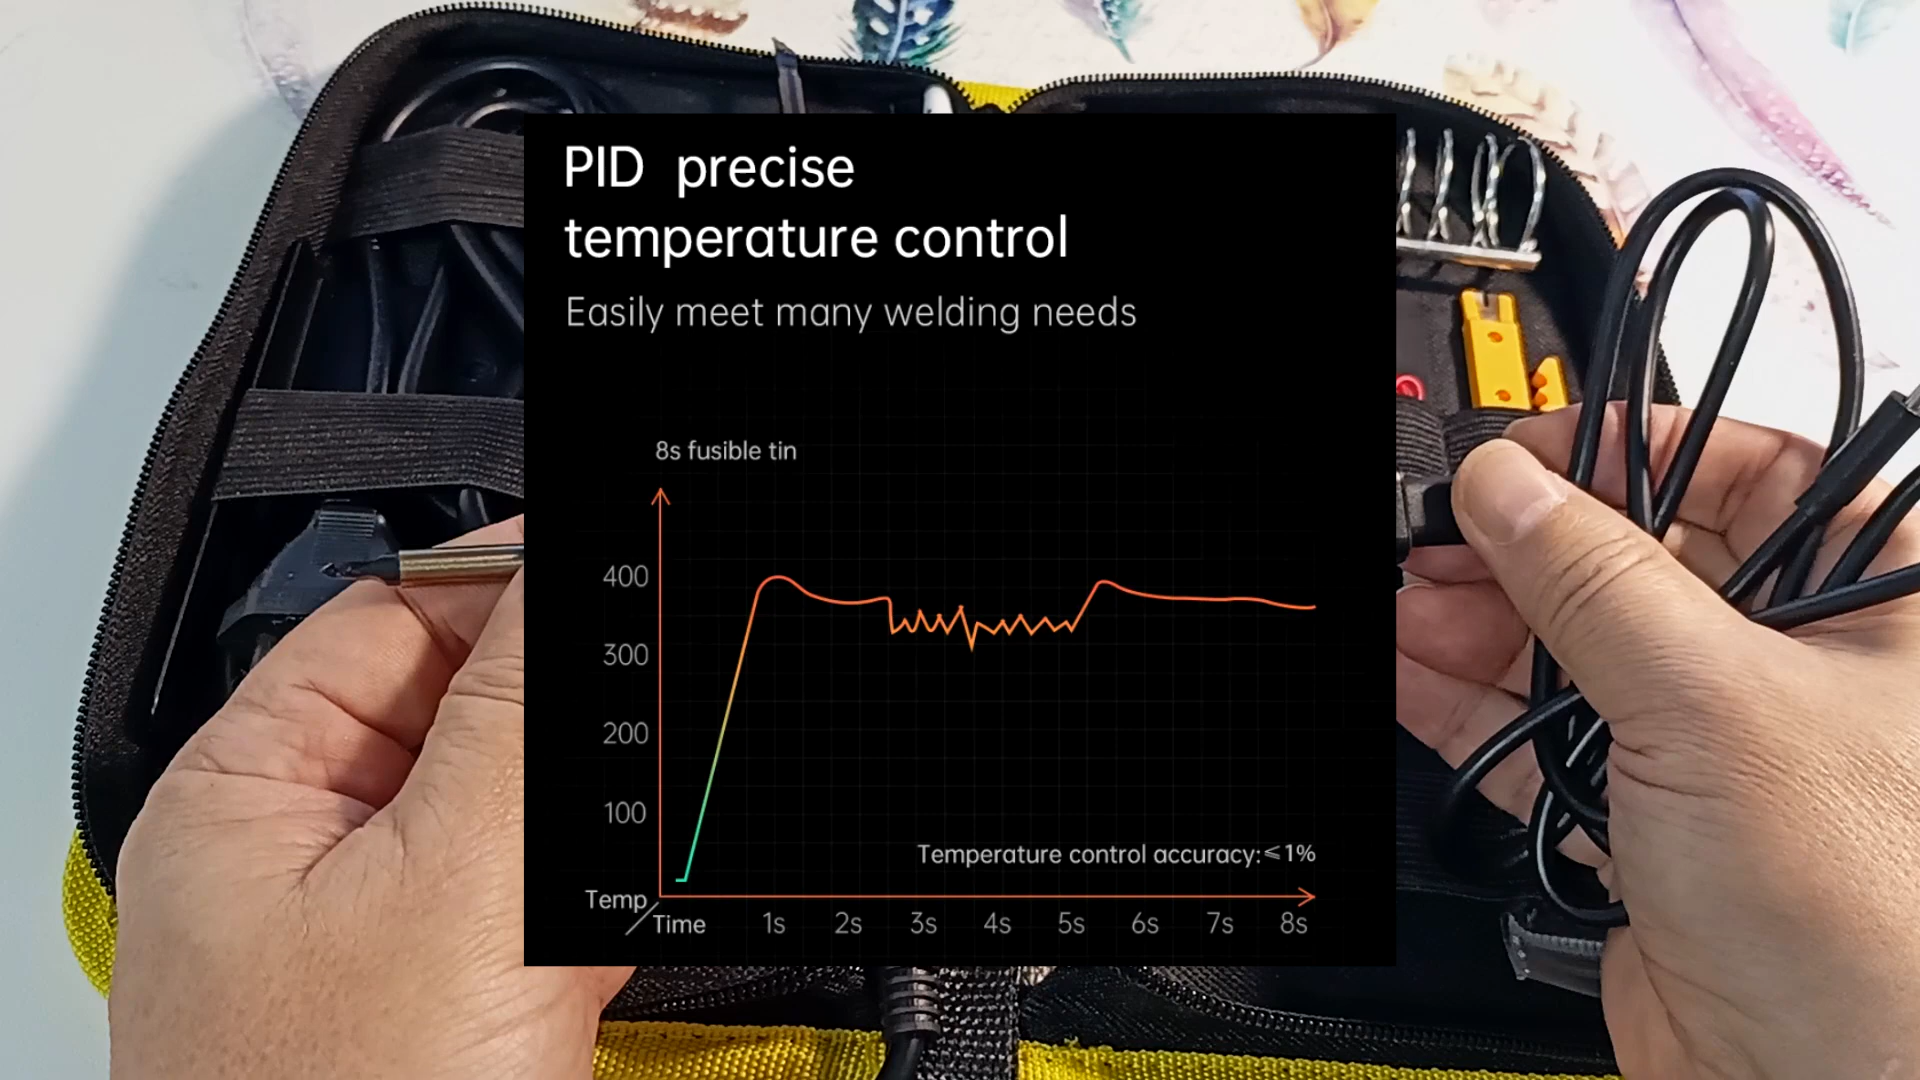 PID precise
temperature control
Easily meet many welding needs
8s fusible tin
400
300
200
100
Temperature control accuracy:≤1%
Temp
Time 1s 2s 3s 4s 5s 6s 7s 8s